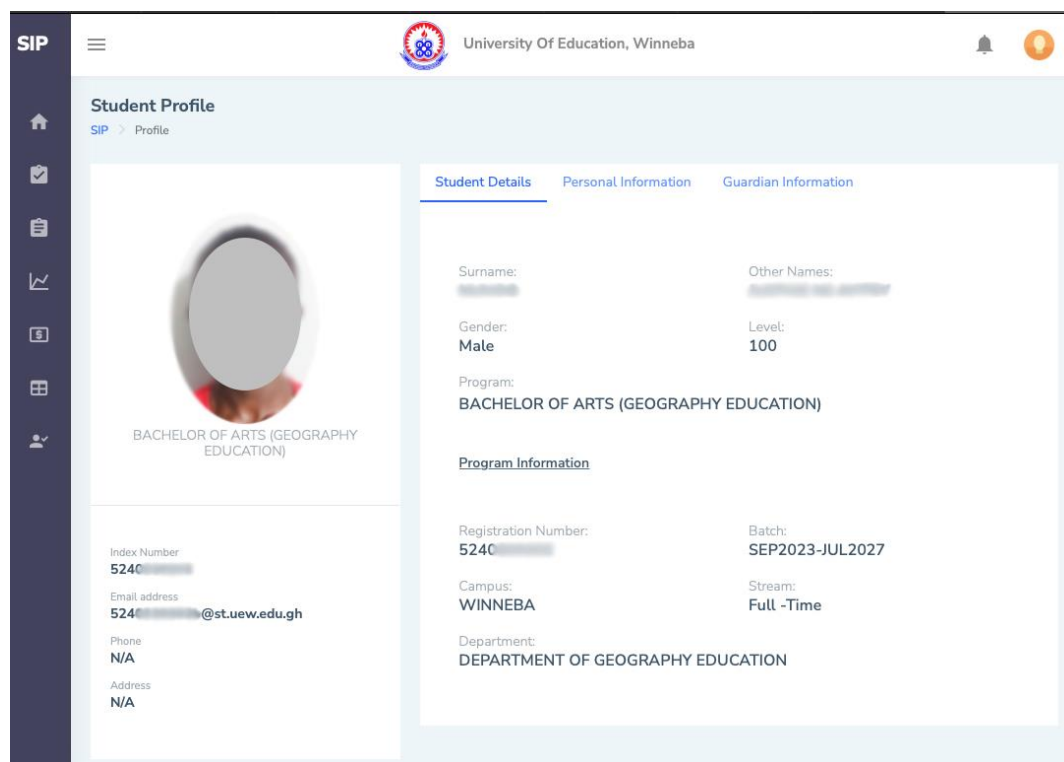 SIP
University Of Education, Winneba
Student Profile
SIP > Profile
BACHELOR OF ARTS (GEOGRAPHY
EDUCATION)
Index Number
5240
Email address
524 @st.uew.edu.gh
Phone
N/A
Address
N/A
Student Details Personal Information Guardian Information
Surname: Other Names:
Gender: Level:
Male 100
Program:
BACHELOR OF ARTS (GEOGRAPHY EDUCATION)
Program Information
Registration Number: Batch:
5240 SEP2023-JUL2027
Campus: Stream:
WINNEBA Full -Time
Department:
DEPARTMENT OF GEOGRAPHY EDUCATION